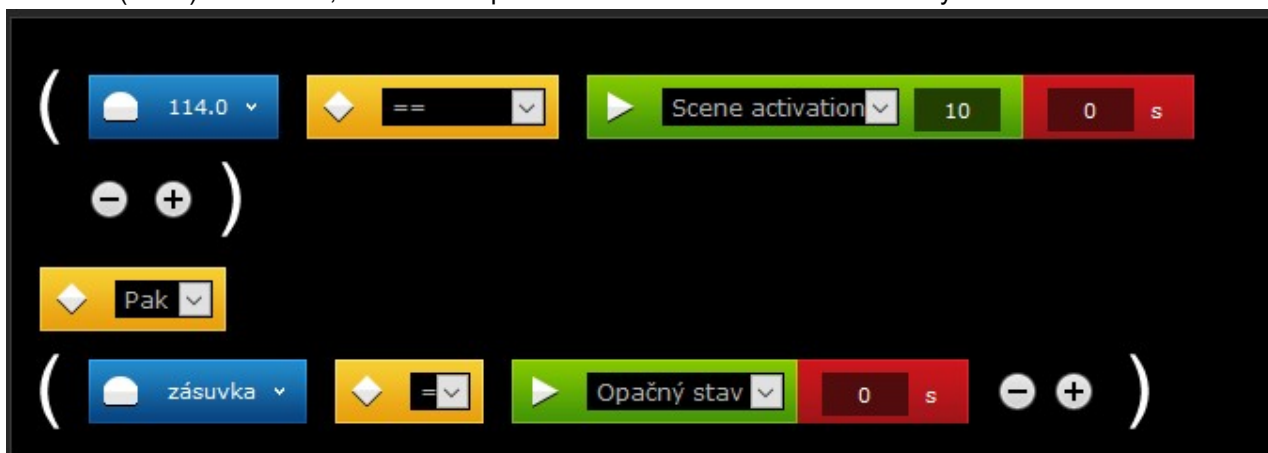 ( 114.0 == Scene activation 10 0 s
− + )
Pak
( zásuvka = Opačný stav 0 s − + )